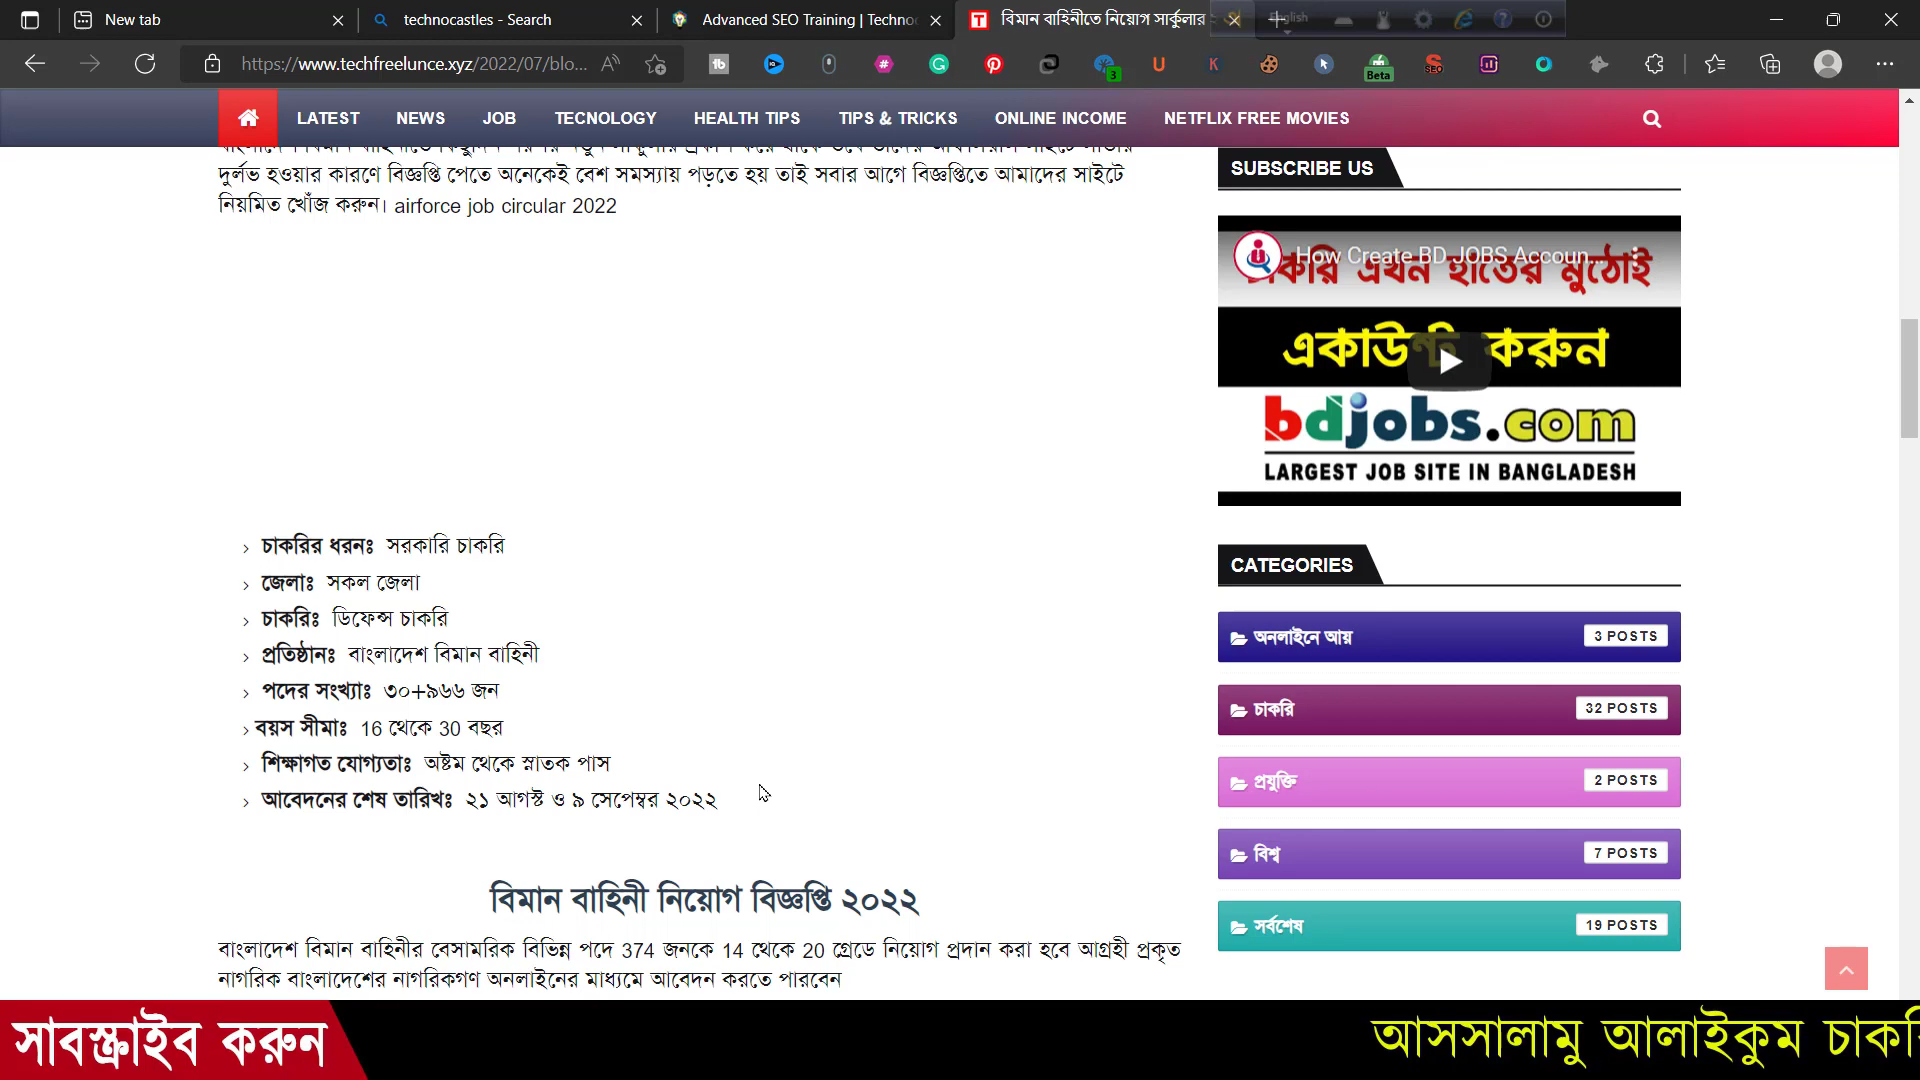 New tab
technocastles - Search
Advanced SEO Training | Techno
বিমান বাহিনীতে নিয়োগ সার্কুলার
English
https://www.techfreelunce.xyz/2022/07/blo...
3
Beta
SEO
LATEST
NEWS
JOB
TECNOLOGY
HEALTH TIPS
TIPS & TRICKS
ONLINE INCOME
NETFLIX FREE MOVIES
দুর্লভ হওয়ার কারণে বিজ্ঞপ্তি পেতে অনেকেই বেশ সমস্যায় পড়তে হয় তাই সবার আগে বিজ্ঞপ্তিতে আমাদের সাইটে
নিয়মিত খোঁজ করুন। airforce job circular 2022
চাকরির ধরনঃ সরকারি চাকরি
জেলাঃ সকল জেলা
চাকরিঃ ডিফেন্স চাকরি
প্রতিষ্ঠানঃ বাংলাদেশ বিমান বাহিনী
পদের সংখ্যাঃ ৩০+৯৬৬ জন
বয়স সীমাঃ 16 থেকে 30 বছর
শিক্ষাগত যোগ্যতাঃ অষ্টম থেকে স্নাতক পাস
আবেদনের শেষ তারিখঃ ২১ আগস্ট ও ৯ সেপেম্বর ২০২২
বিমান বাহিনী নিয়োগ বিজ্ঞপ্তি ২০২২
বাংলাদেশ বিমান বাহিনীর বেসামরিক বিভিন্ন পদে 374 জনকে 14 থেকে 20 গ্রেডে নিয়োগ প্রদান করা হবে আগ্রহী প্রকৃত
নাগরিক বাংলাদেশের নাগরিকগণ অনলাইনের মাধ্যমে আবেদন করতে পারবেন
SUBSCRIBE US
How Create BD JOBS Accoun...
এখন হাতের মুঠোই
একাউন্ট করুন
bdjobs.com
LARGEST JOB SITE IN BANGLADESH
CATEGORIES
অনলাইনে আয় 3 POSTS
চাকরি 32 POSTS
প্রযুক্তি 2 POSTS
বিশ্ব 7 POSTS
সর্বশেষ 19 POSTS
সাবস্ক্রাইব করুন
আসসালামু আলাইকুম